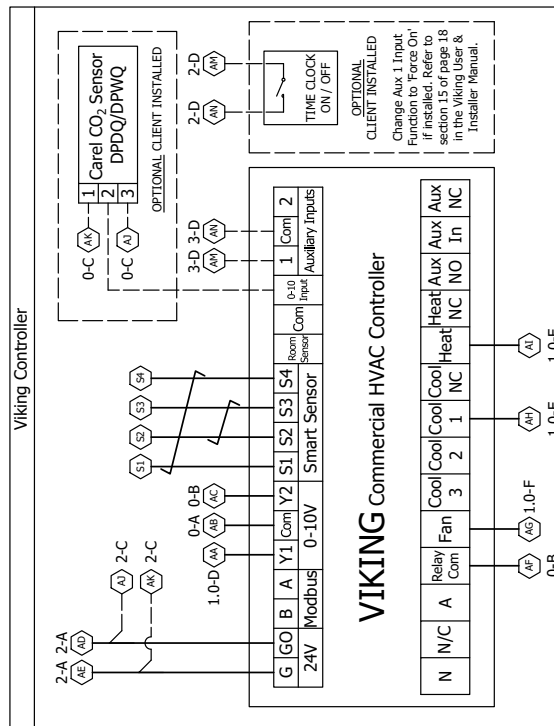 Viking Controller
Carel CO₂ Sensor
DPDQ/DPWQ
1
2
3
0-C
AK
0-C
AJ
OPTIONAL CLIENT INSTALLED
2-D
AM
2-D
AN
TIME CLOCK
ON / OFF
OPTIONAL
CLIENT INSTALLED
Change Aux 1 Input
Function to 'Force On'
if installed. Refer to
section 15 of page 18
in the Viking User &
Installer Manual.
2-A
AE
2-A
AD
AJ
2-C
AK
2-C
1.0-D
AA
0-A
AB
0-B
AC
S1
S2
S3
S4
3-D
AM
3-D
AN
G
GO
B
A
Y1
Com
Y2
S1
S2
S3
S4
Room
Sensor
Com
0-10
Input
1
Com
2
24V
Modbus
0-10V
Smart Sensor
Auxiliary Inputs
VIKING Commercial HVAC Controller
N
N/C
A
Relay
Com
Fan
Cool
3
Cool
2
Cool
1
Cool
NC
Heat
Heat
NC
Aux
NO
Aux
In
Aux
NC
AF
0-B
AG
1.0-F
AH
1.0-F
AI
1.0-F